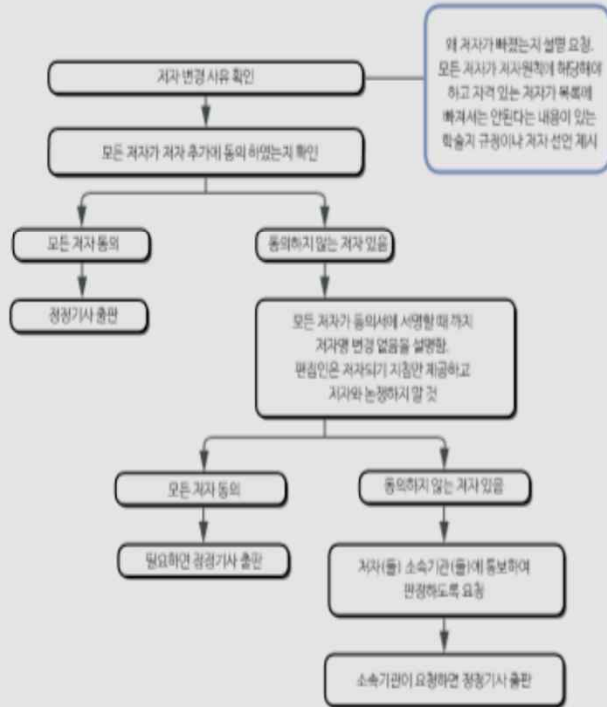 저자 변경 사유 확인
왜 저자가 빠졌는지 설명 요청.
모든 저자가 저자원칙에 해당해야
하고 자격 있는 저자가 목록에
빠져서는 안된다는 내용이 있는
학술지 규정이나 저자 선언 제시
모든 저자가 저자 추가에 동의 하였는지 확인
모든 저자 동의
동의하지 않는 저자 있음
정정기사 출판
모든 저자가 동의서에 서명할 때 까지
저자명 변경 없음을 설명함.
편집인은 저자되기 지침만 제공하고
저자와 논쟁하지 말 것
모든 저자 동의
동의하지 않는 저자 있음
필요하면 정정기사 출판
저자(들) 소속기관(들)에 통보하여
판정하도록 요청
소속기관이 요청하면 정정기사 출판